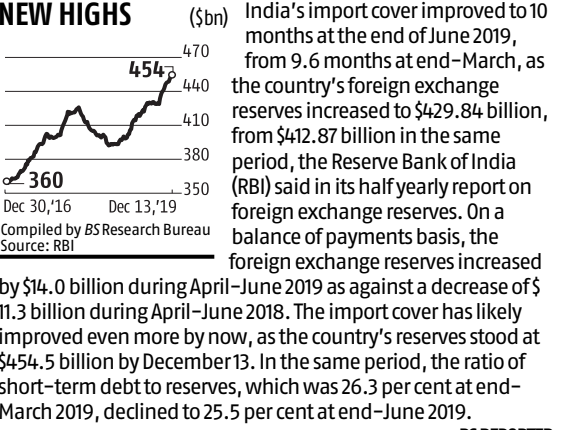 NEW HIGHS ($bn)
470
454
440
410
380
360
350
Dec 30,'16 Dec 13,'19
Compiled by BS Research Bureau
Source: RBI
India's import cover improved to 10
months at the end of June 2019,
from 9.6 months at end-March, as
the country's foreign exchange
reserves increased to $429.84 billion,
from $412.87 billion in the same
period, the Reserve Bank of India
(RBI) said in its half yearly report on
foreign exchange reserves. On a
balance of payments basis, the
foreign exchange reserves increased
by $14.0 billion during April-June 2019 as against a decrease of $
11.3 billion during April-June 2018. The import cover has likely
improved even more by now, as the country's reserves stood at
$454.5 billion by December 13. In the same period, the ratio of
short-term debt to reserves, which was 26.3 per cent at end-
March 2019, declined to 25.5 per cent at end-June 2019.
BS REPORTER